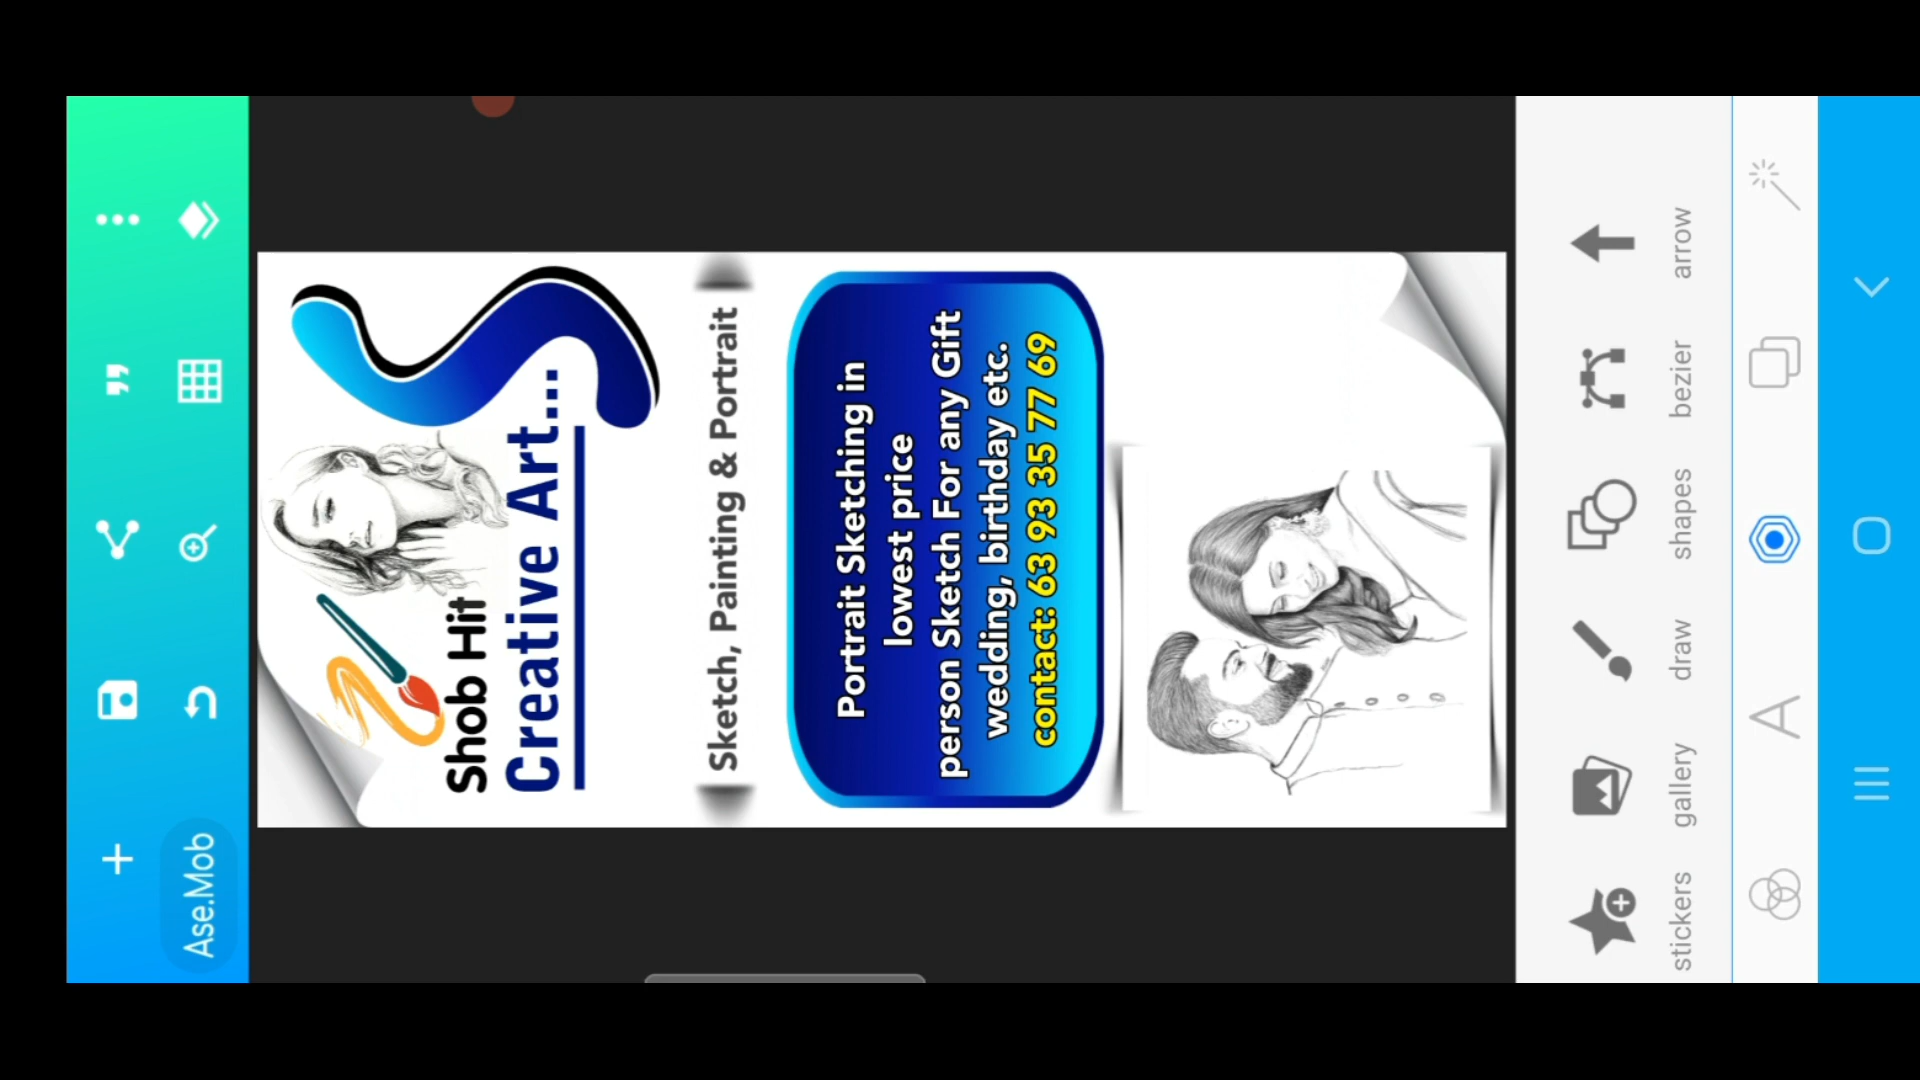 Ase.Mob
Shob Hit
Creative Art...
Sketch, Painting & Portrait
Portrait Sketching in
lowest price
person Sketch For any Gift
wedding, birthday etc.
contact: 63 93 35 77 69
stickers gallery draw shapes bezier arrow
A